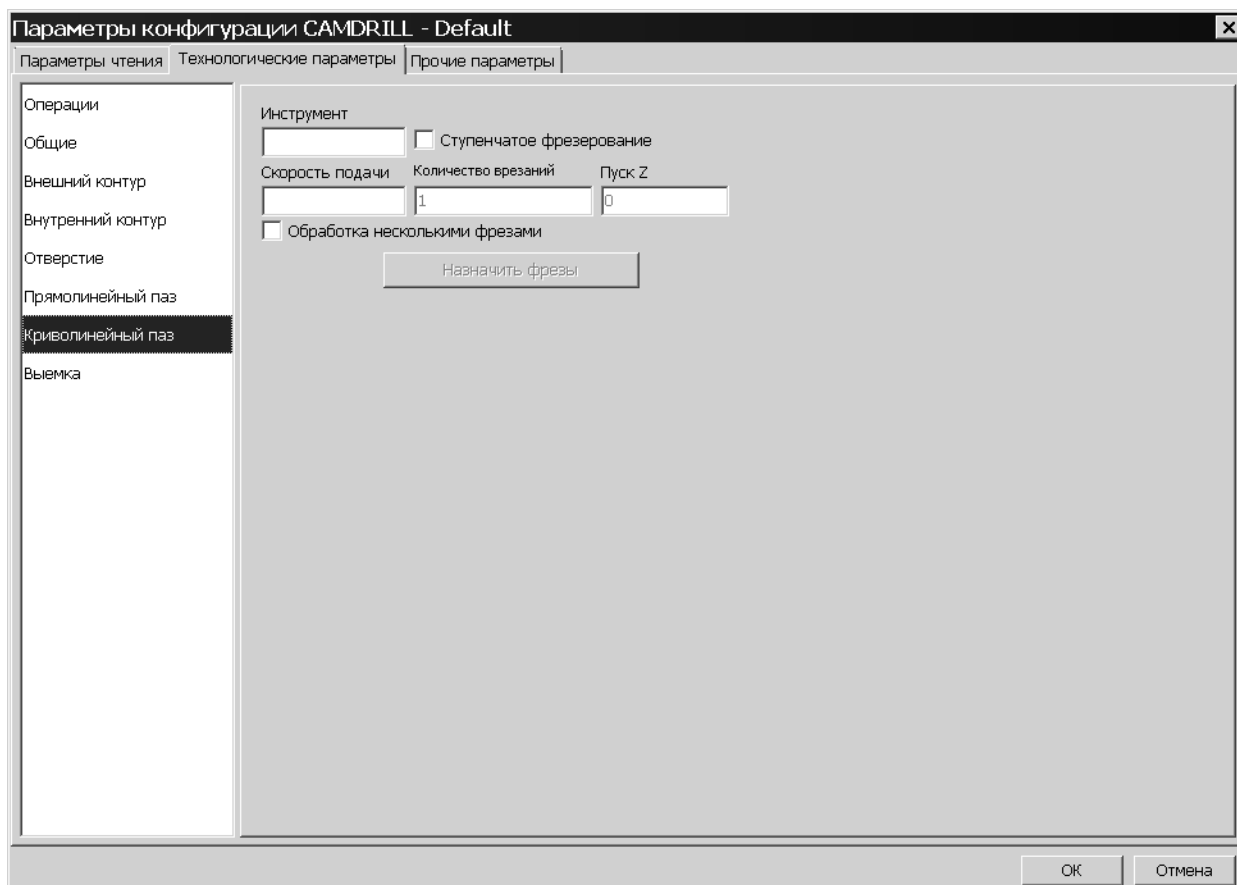 Параметры конфигурации CAMDRILL - Default
Параметры чтения Технологические параметры Прочие параметры
Операции
Общие
Внешний контур
Внутренний контур
Отверстие
Прямолинейный паз
Криволинейный паз
Выемка
Инструмент
Ступенчатое фрезерование
Скорость подачи Количество врезаний Пуск Z
1 0
Обработка несколькими фрезами
Назначить фрезы
ОК Отмена